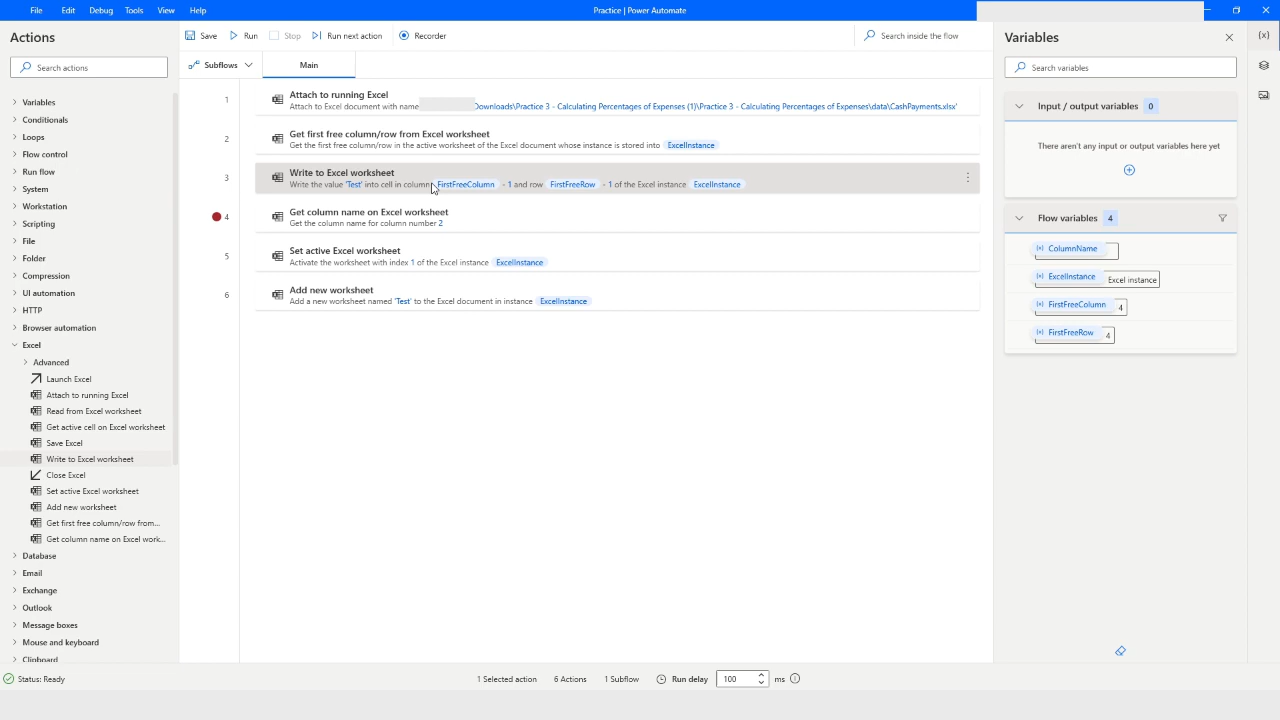 File Edit Debug Tools View Help
Practice | Power Automate
Actions
Search actions
Variables
Conditionals
Loops
Flow control
Run flow
System
Workstation
Scripting
File
Folder
Compression
UI automation
HTTP
Browser automation
Excel
Advanced
Launch Excel
Attach to running Excel
Read from Excel worksheet
Get active cell on Excel worksheet
Save Excel
Write to Excel worksheet
Close Excel
Set active Excel worksheet
Add new worksheet
Get first free column/row from...
Get column name on Excel work...
Database
Email
Exchange
Outlook
Message boxes
Mouse and keyboard
Clipboard
Save Run Stop Run next action Recorder
Search inside the flow
Subflows Main
1 Attach to running Excel
Attach to Excel document with name Downloads\Practice 3 - Calculating Percentages of Expenses (1)\Practice 3 - Calculating Percentages of Expenses\data\CashPayments.xlsx'
2 Get first free column/row from Excel worksheet
Get the first free column/row in the active worksheet of the Excel document whose instance is stored into ExcelInstance
3 Write to Excel worksheet
Write the value 'Test' into cell in column FirstFreeColumn - 1 and row FirstFreeRow - 1 of the Excel instance ExcelInstance
4 Get column name on Excel worksheet
Get the column name for column number 2
5 Set active Excel worksheet
Activate the worksheet with index 1 of the Excel instance ExcelInstance
6 Add new worksheet
Add a new worksheet named 'Test' to the Excel document in instance ExcelInstance
Variables
{x}
Search variables
Input / output variables 0
There aren't any input or output variables here yet
Flow variables 4
(x) ColumnName
(x) ExcelInstance Excel instance
(x) FirstFreeColumn 4
(x) FirstFreeRow 4
Status: Ready
1 Selected action 6 Actions 1 Subflow Run delay 100 ms